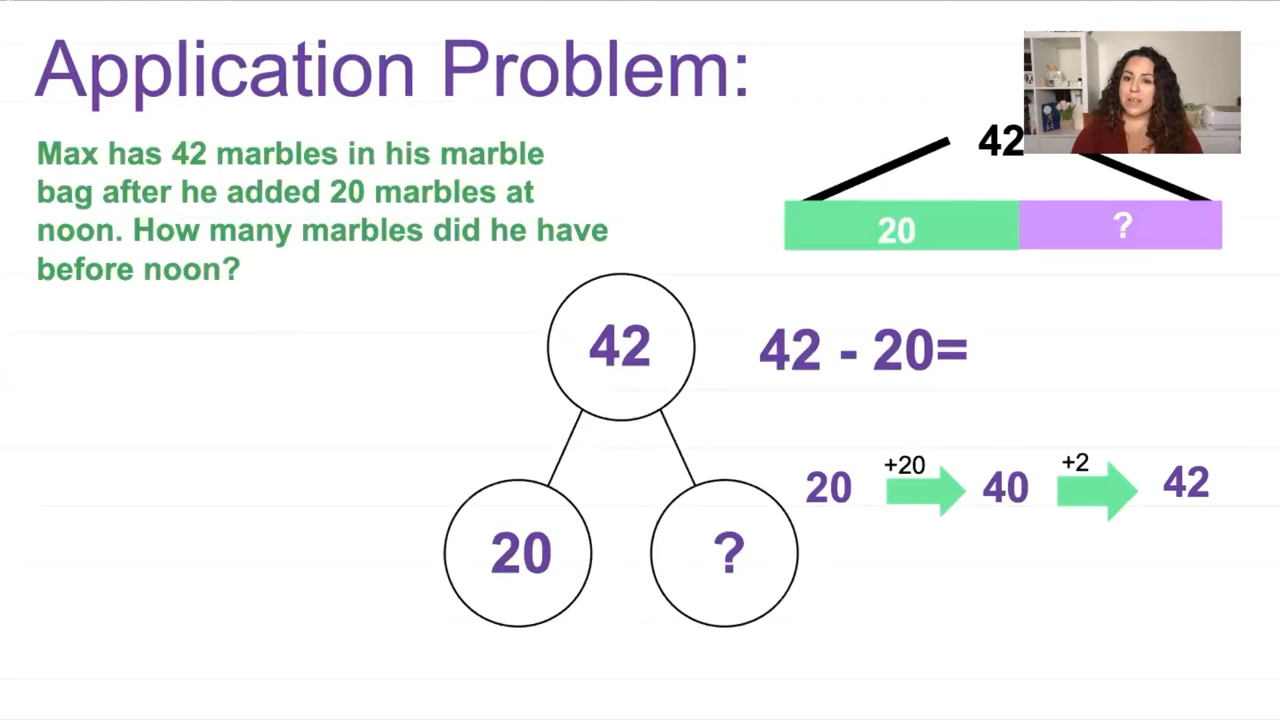 Application Problem:
Max has 42 marbles in his marble
bag after he added 20 marbles at
noon. How many marbles did he have
before noon?
42
20 ?
42
20 ?
42 - 20=
+20 +2
20 40 42